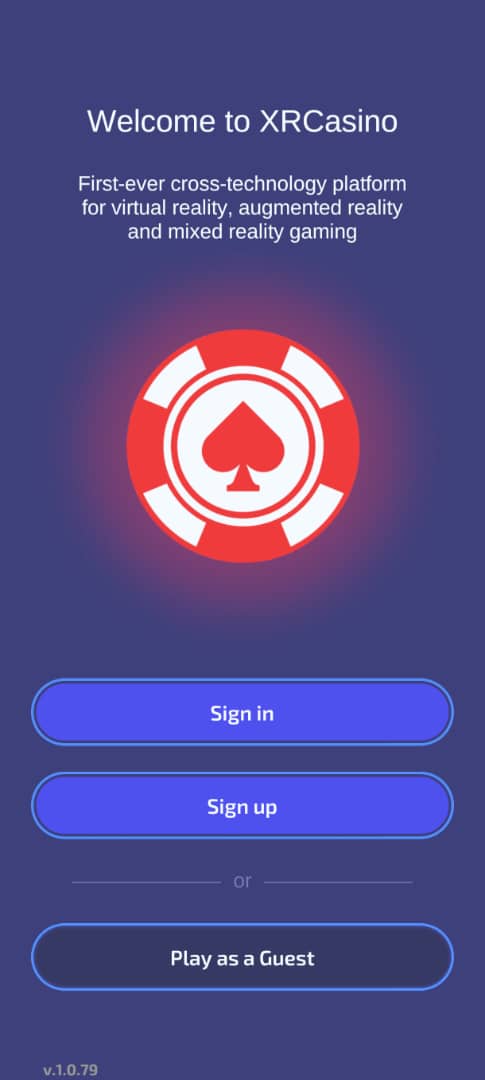 Welcome to XRCasino
First-ever cross-technology platform
for virtual reality, augmented reality
and mixed reality gaming
Sign in
Sign up
or
Play as a Guest
v.1.0.79